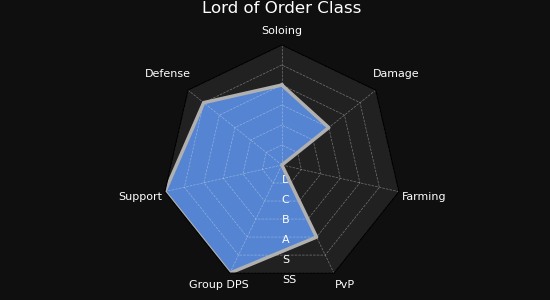 Lord of Order Class
Soloing
Defense
Damage
Support
Farming
D
C
B
A
S
SS
Group DPS
PvP